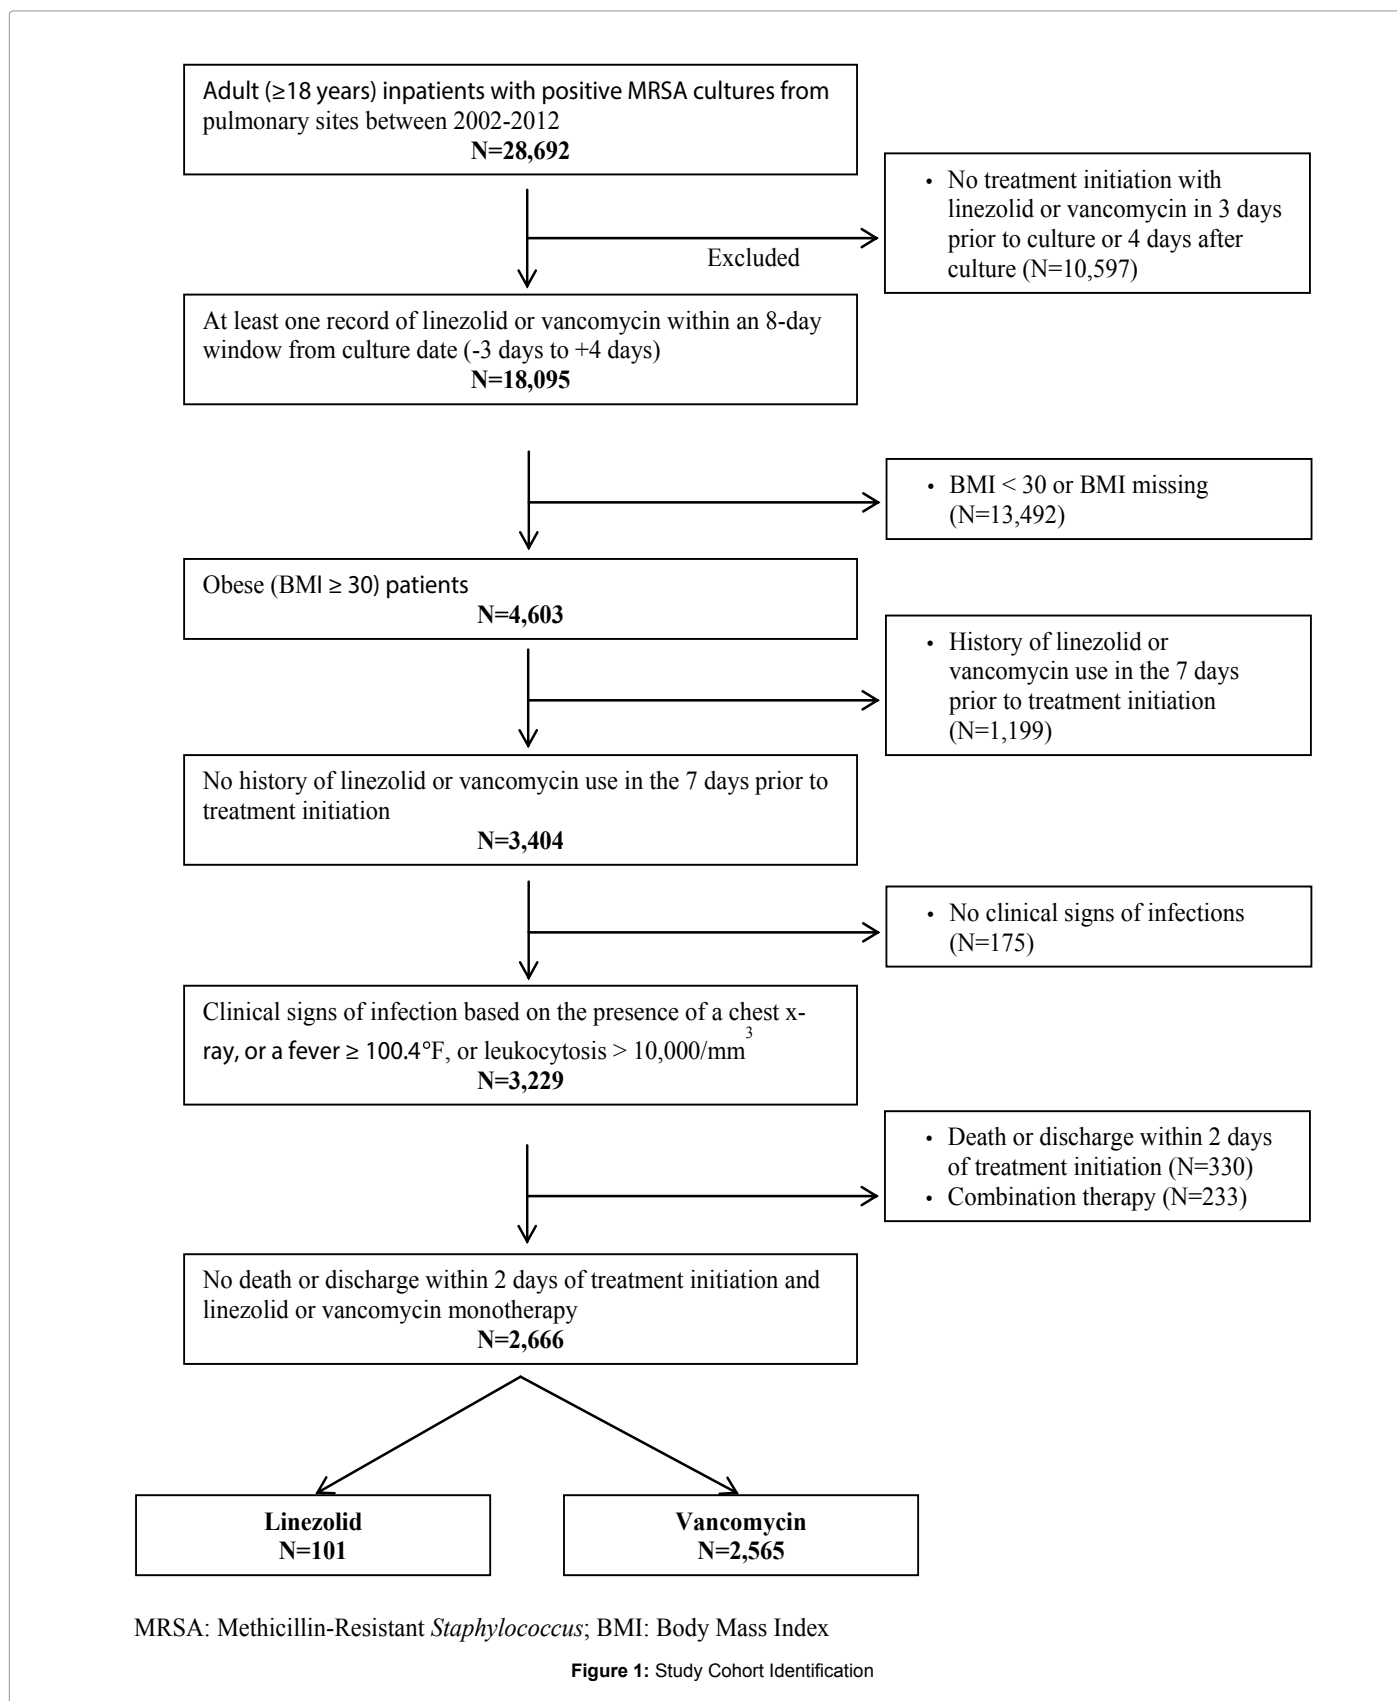 Adult (≥18 years) inpatients with positive MRSA cultures from
pulmonary sites between 2002-2012
N=28,692
• No treatment initiation with
linezolid or vancomycin in 3 days
prior to culture or 4 days after
culture (N=10,597)
Excluded
At least one record of linezolid or vancomycin within an 8-day
window from culture date (-3 days to +4 days)
N=18,095
• BMI < 30 or BMI missing
(N=13,492)
Obese (BMI ≥ 30) patients
N=4,603
• History of linezolid or
vancomycin use in the 7 days
prior to treatment initiation
(N=1,199)
No history of linezolid or vancomycin use in the 7 days prior to
treatment initiation
N=3,404
• No clinical signs of infections
(N=175)
Clinical signs of infection based on the presence of a chest x-
ray, or a fever ≥ 100.4°F, or leukocytosis > 10,000/mm³
N=3,229
• Death or discharge within 2 days
of treatment initiation (N=330)
• Combination therapy (N=233)
No death or discharge within 2 days of treatment initiation and
linezolid or vancomycin monotherapy
N=2,666
Linezolid
N=101
Vancomycin
N=2,565
MRSA: Methicillin-Resistant Staphylococcus; BMI: Body Mass Index
Figure 1: Study Cohort Identification